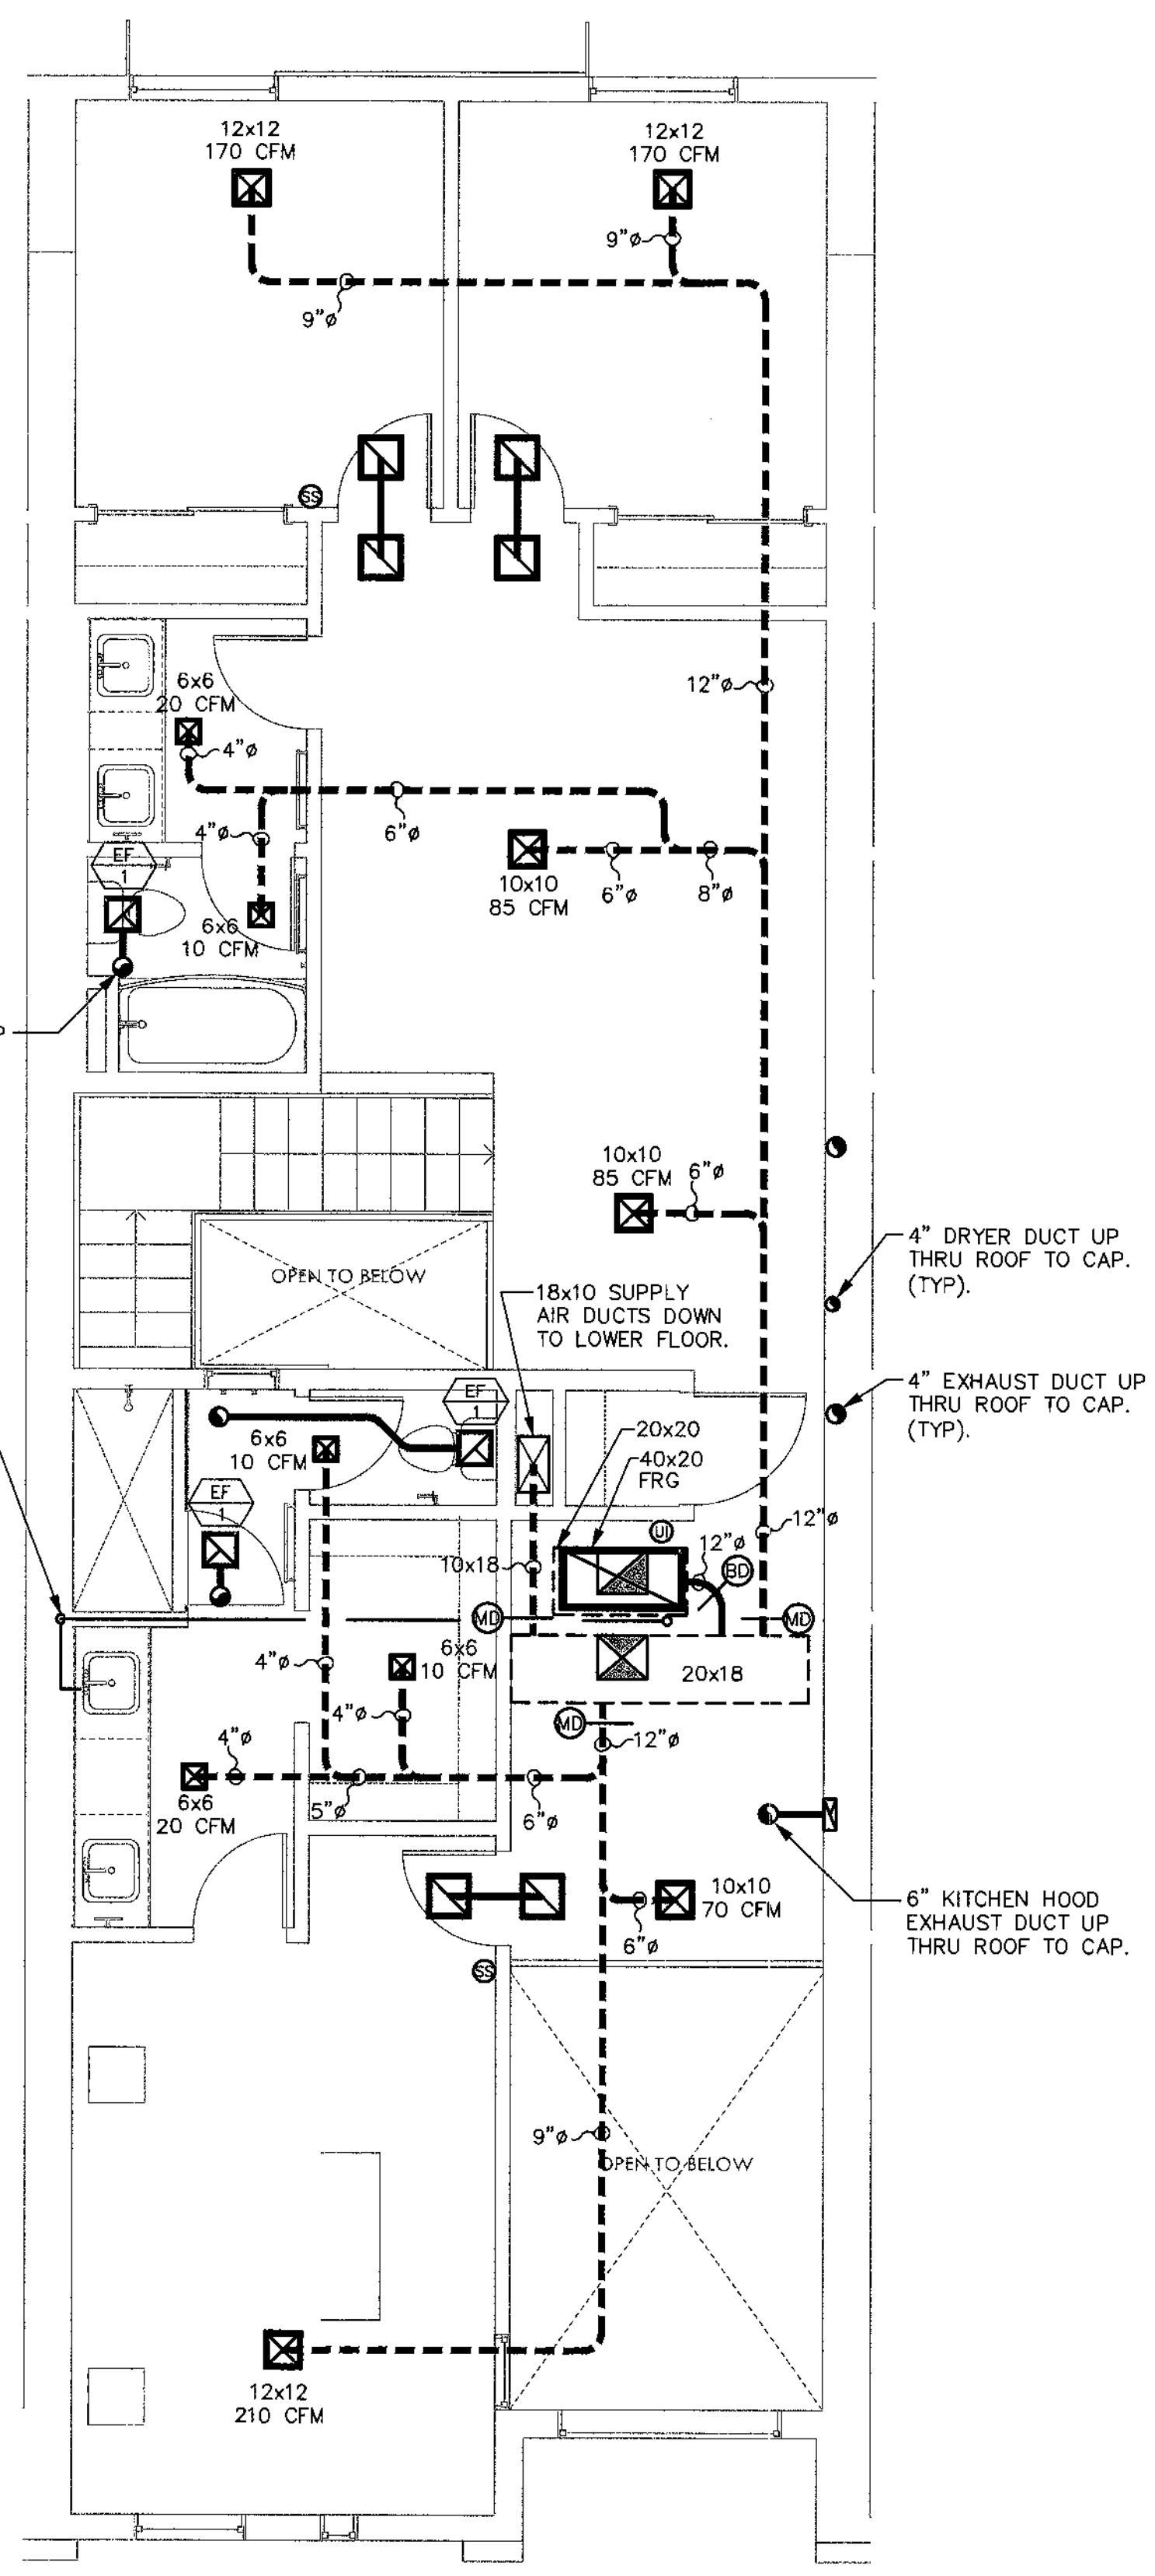 12x12
170 CFM
12x12
170 CFM
9"ø
9"ø
SS
12"ø
6x6
20 CFM
4"ø
6"ø
4"ø
EF
1
10x10
85 CFM
6"ø
8"ø
6x6
10 CFM
10x10
85 CFM
6"ø
4" DRYER DUCT UP
THRU ROOF TO CAP.
(TYP).
OPEN TO BELOW
18x10 SUPPLY
AIR DUCTS DOWN
TO LOWER FLOOR.
4" EXHAUST DUCT UP
THRU ROOF TO CAP.
(TYP).
EF
1
6x6
10 CFM
20x20
40x20
FRG
EF
1
12"ø
UI
10x18
12"ø
BD
MD
MD
6x6
10 CFM
4"ø
20x18
4"ø
MD
12"ø
4"ø
6x6
20 CFM
5"ø
6"ø
10x10
70 CFM
6"ø
6" KITCHEN HOOD
EXHAUST DUCT UP
THRU ROOF TO CAP.
SS
9"ø
OPEN TO BELOW
12x12
210 CFM